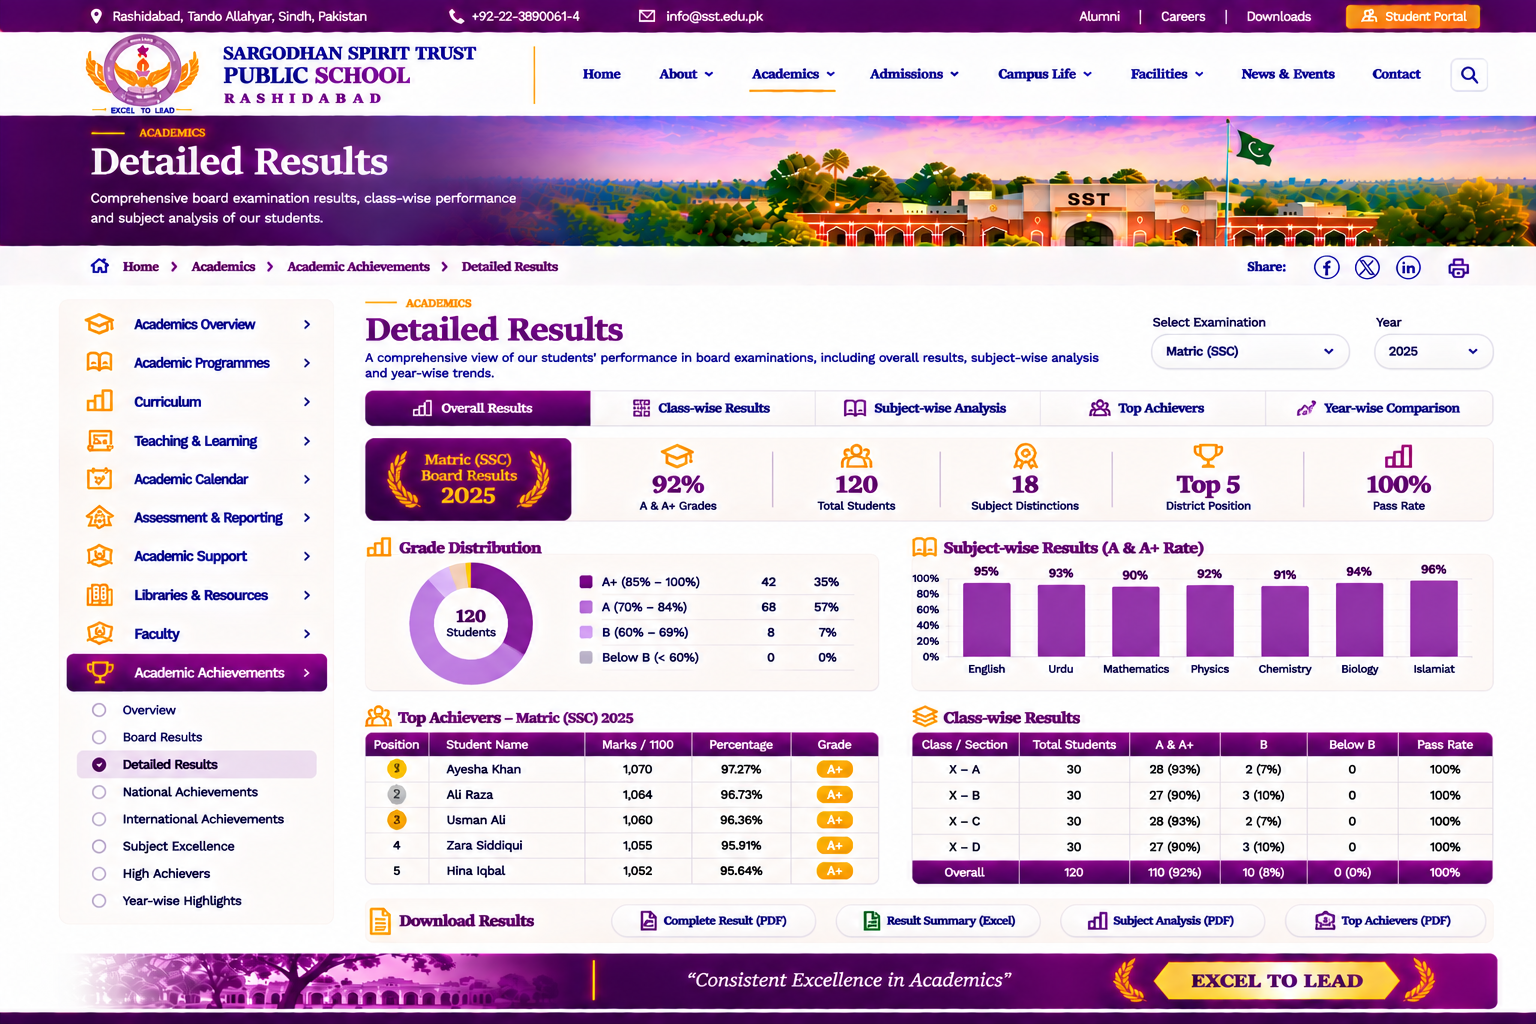 Rashidabad, Tando Allahyar, Sindh, Pakistan
+92-22-3890061-4
info@sst.edu.pk
Alumni | Careers | Downloads
Student Portal
EXCEL TO LEAD
SARGODHAN SPIRIT TRUST
PUBLIC SCHOOL
RASHIDABAD
Home About Academics Admissions Campus Life Facilities News & Events Contact
ACADEMICS
Detailed Results
Comprehensive board examination results, class-wise performance
and subject analysis of our students.
SST
Home > Academics > Academic Achievements > Detailed Results
Share:
Academics Overview
Academic Programmes
Curriculum
Teaching & Learning
Academic Calendar
Assessment & Reporting
Academic Support
Libraries & Resources
Faculty
Academic Achievements
Overview
Board Results
Detailed Results
National Achievements
International Achievements
Subject Excellence
High Achievers
Year-wise Highlights
ACADEMICS
Detailed Results
A comprehensive view of our students' performance in board examinations, including overall results, subject-wise analysis
and year-wise trends.
Select Examination
Matric (SSC)
Year
2025
Overall Results Class-wise Results Subject-wise Analysis Top Achievers Year-wise Comparison
Matric (SSC)
Board Results
2025
92%
A & A+ Grades
120
Total Students
18
Subject Distinctions
Top 5
District Position
100%
Pass Rate
Grade Distribution
120
Students
A+ (85% – 100%) 42 35%
A (70% – 84%) 68 57%
B (60% – 69%) 8 7%
Below B (< 60%) 0 0%
Subject-wise Results (A & A+ Rate)
95% 93% 90% 92% 91% 94% 96%
100%
80%
60%
40%
20%
0%
English Urdu Mathematics Physics Chemistry Biology Islamiat
Top Achievers – Matric (SSC) 2025
Position Student Name Marks / 1100 Percentage Grade
Ayesha Khan 1,070 97.27% A+
2 Ali Raza 1,064 96.73% A+
3 Usman Ali 1,060 96.36% A+
4 Zara Siddiqui 1,055 95.91% A+
5 Hina Iqbal 1,052 95.64% A+
Class-wise Results
Class / Section Total Students A & A+ B Below B Pass Rate
X – A 30 28 (93%) 2 (7%) 0 100%
X – B 30 27 (90%) 3 (10%) 0 100%
X – C 30 28 (93%) 2 (7%) 0 100%
X – D 30 27 (90%) 3 (10%) 0 100%
Overall 120 110 (92%) 10 (8%) 0 (0%) 100%
Download Results
Complete Result (PDF)
Result Summary (Excel)
Subject Analysis (PDF)
Top Achievers (PDF)
“Consistent Excellence in Academics”
EXCEL TO LEAD